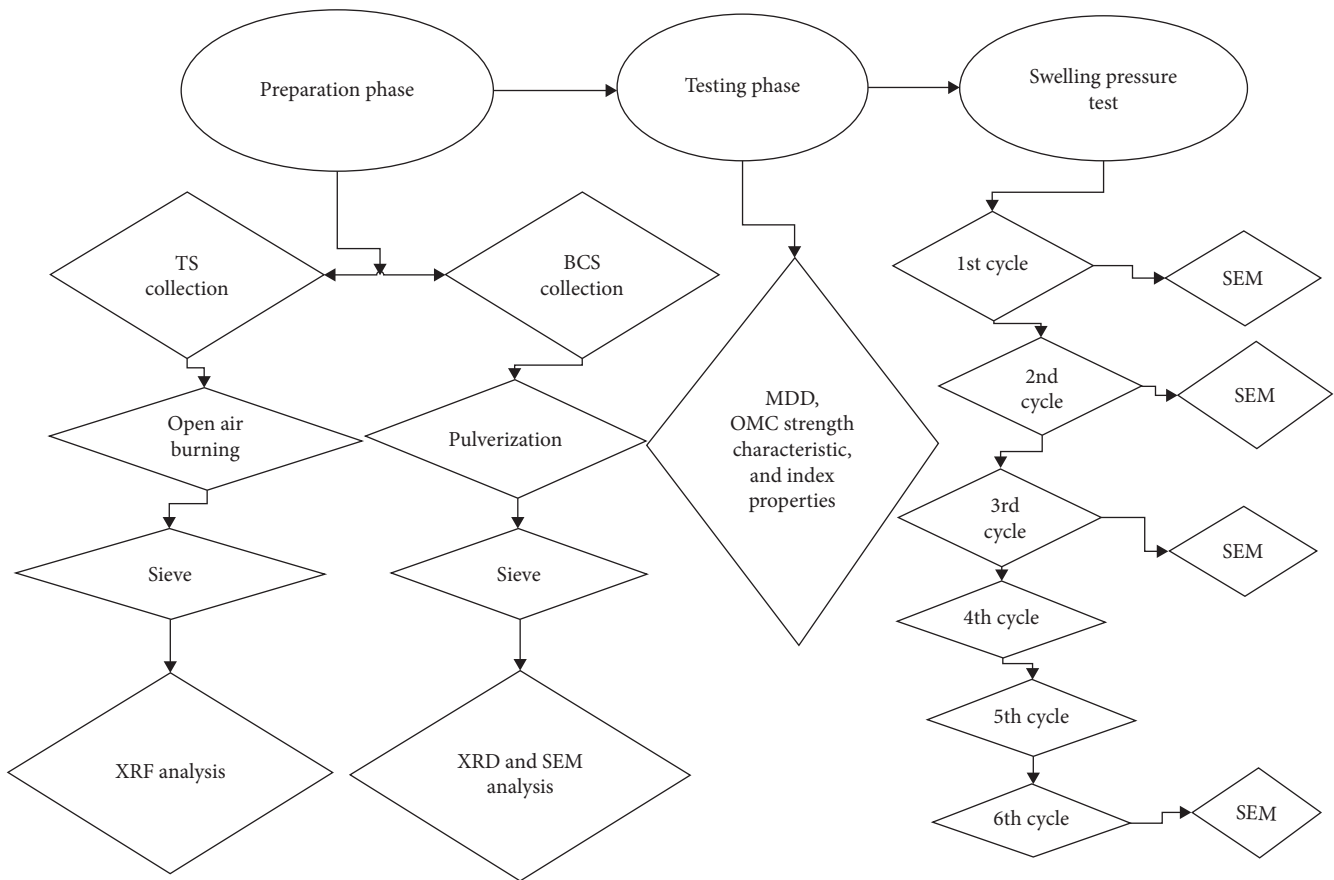 Preparation phase
Testing phase
Swelling pressure
test
TS
collection
BCS
collection
1st cycle
SEM
Open air
burning
Pulverization
MDD,
OMC strength
characteristic,
and index
properties
2nd
cycle
SEM
3rd
cycle
SEM
Sieve
Sieve
4th cycle
5th cycle
XRF analysis
XRD and SEM
analysis
6th cycle
SEM